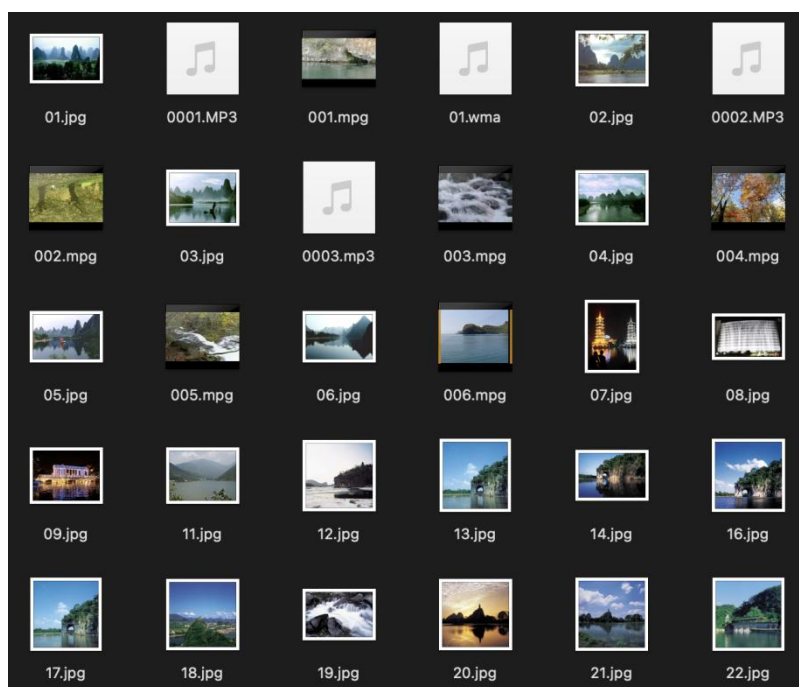 01.jpg 0001.MP3 001.mpg 01.wma 02.jpg 0002.MP3
002.mpg 03.jpg 0003.mp3 003.mpg 04.jpg 004.mpg
05.jpg 005.mpg 06.jpg 006.mpg 07.jpg 08.jpg
09.jpg 11.jpg 12.jpg 13.jpg 14.jpg 16.jpg
17.jpg 18.jpg 19.jpg 20.jpg 21.jpg 22.jpg